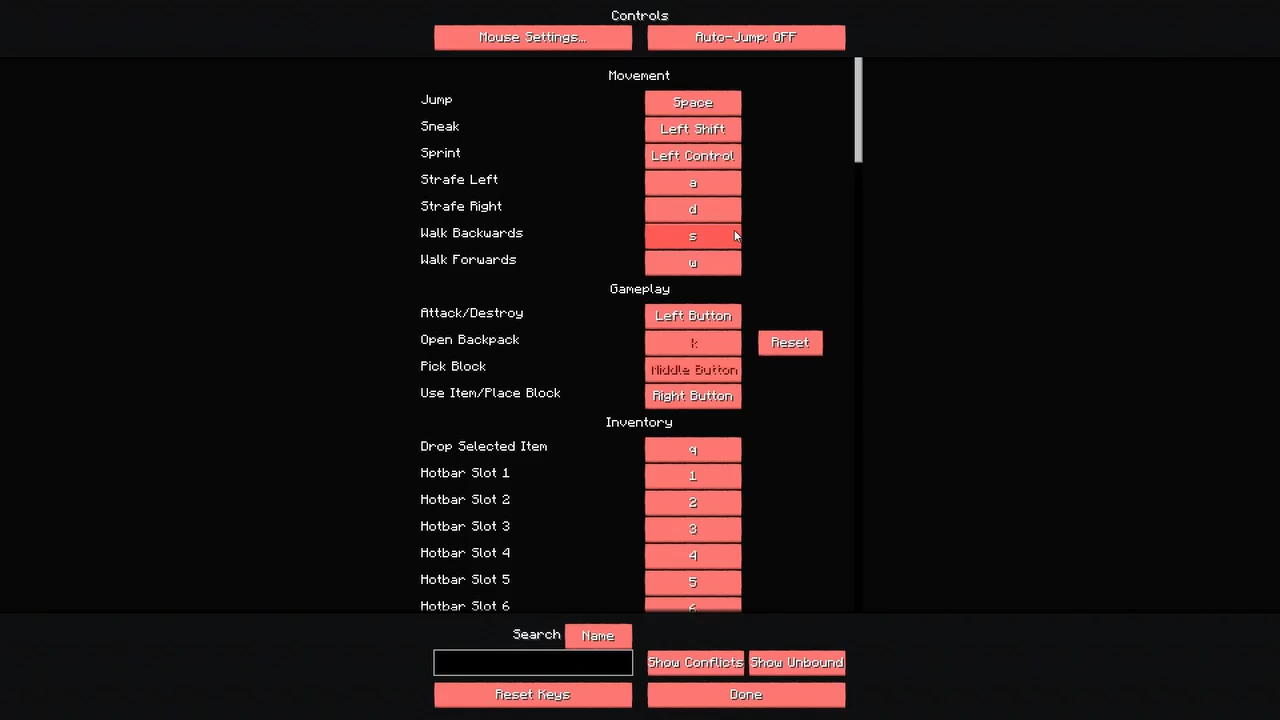 Controls
Mouse Settings... Auto-Jump: OFF
Movement
Jump Space
Sneak Left Shift
Sprint Left Control
Strafe Left a
Strafe Right d
Walk Backwards s
Walk Forwards w
Gameplay
Attack/Destroy Left Button
Open Backpack k Reset
Pick Block Middle Button
Use Item/Place Block Right Button
Inventory
Drop Selected Item q
Hotbar Slot 1 1
Hotbar Slot 2 2
Hotbar Slot 3 3
Hotbar Slot 4 4
Hotbar Slot 5 5
Hotbar Slot 6 6
Search Name
Show Conflicts Show Unbound
Reset Keys Done